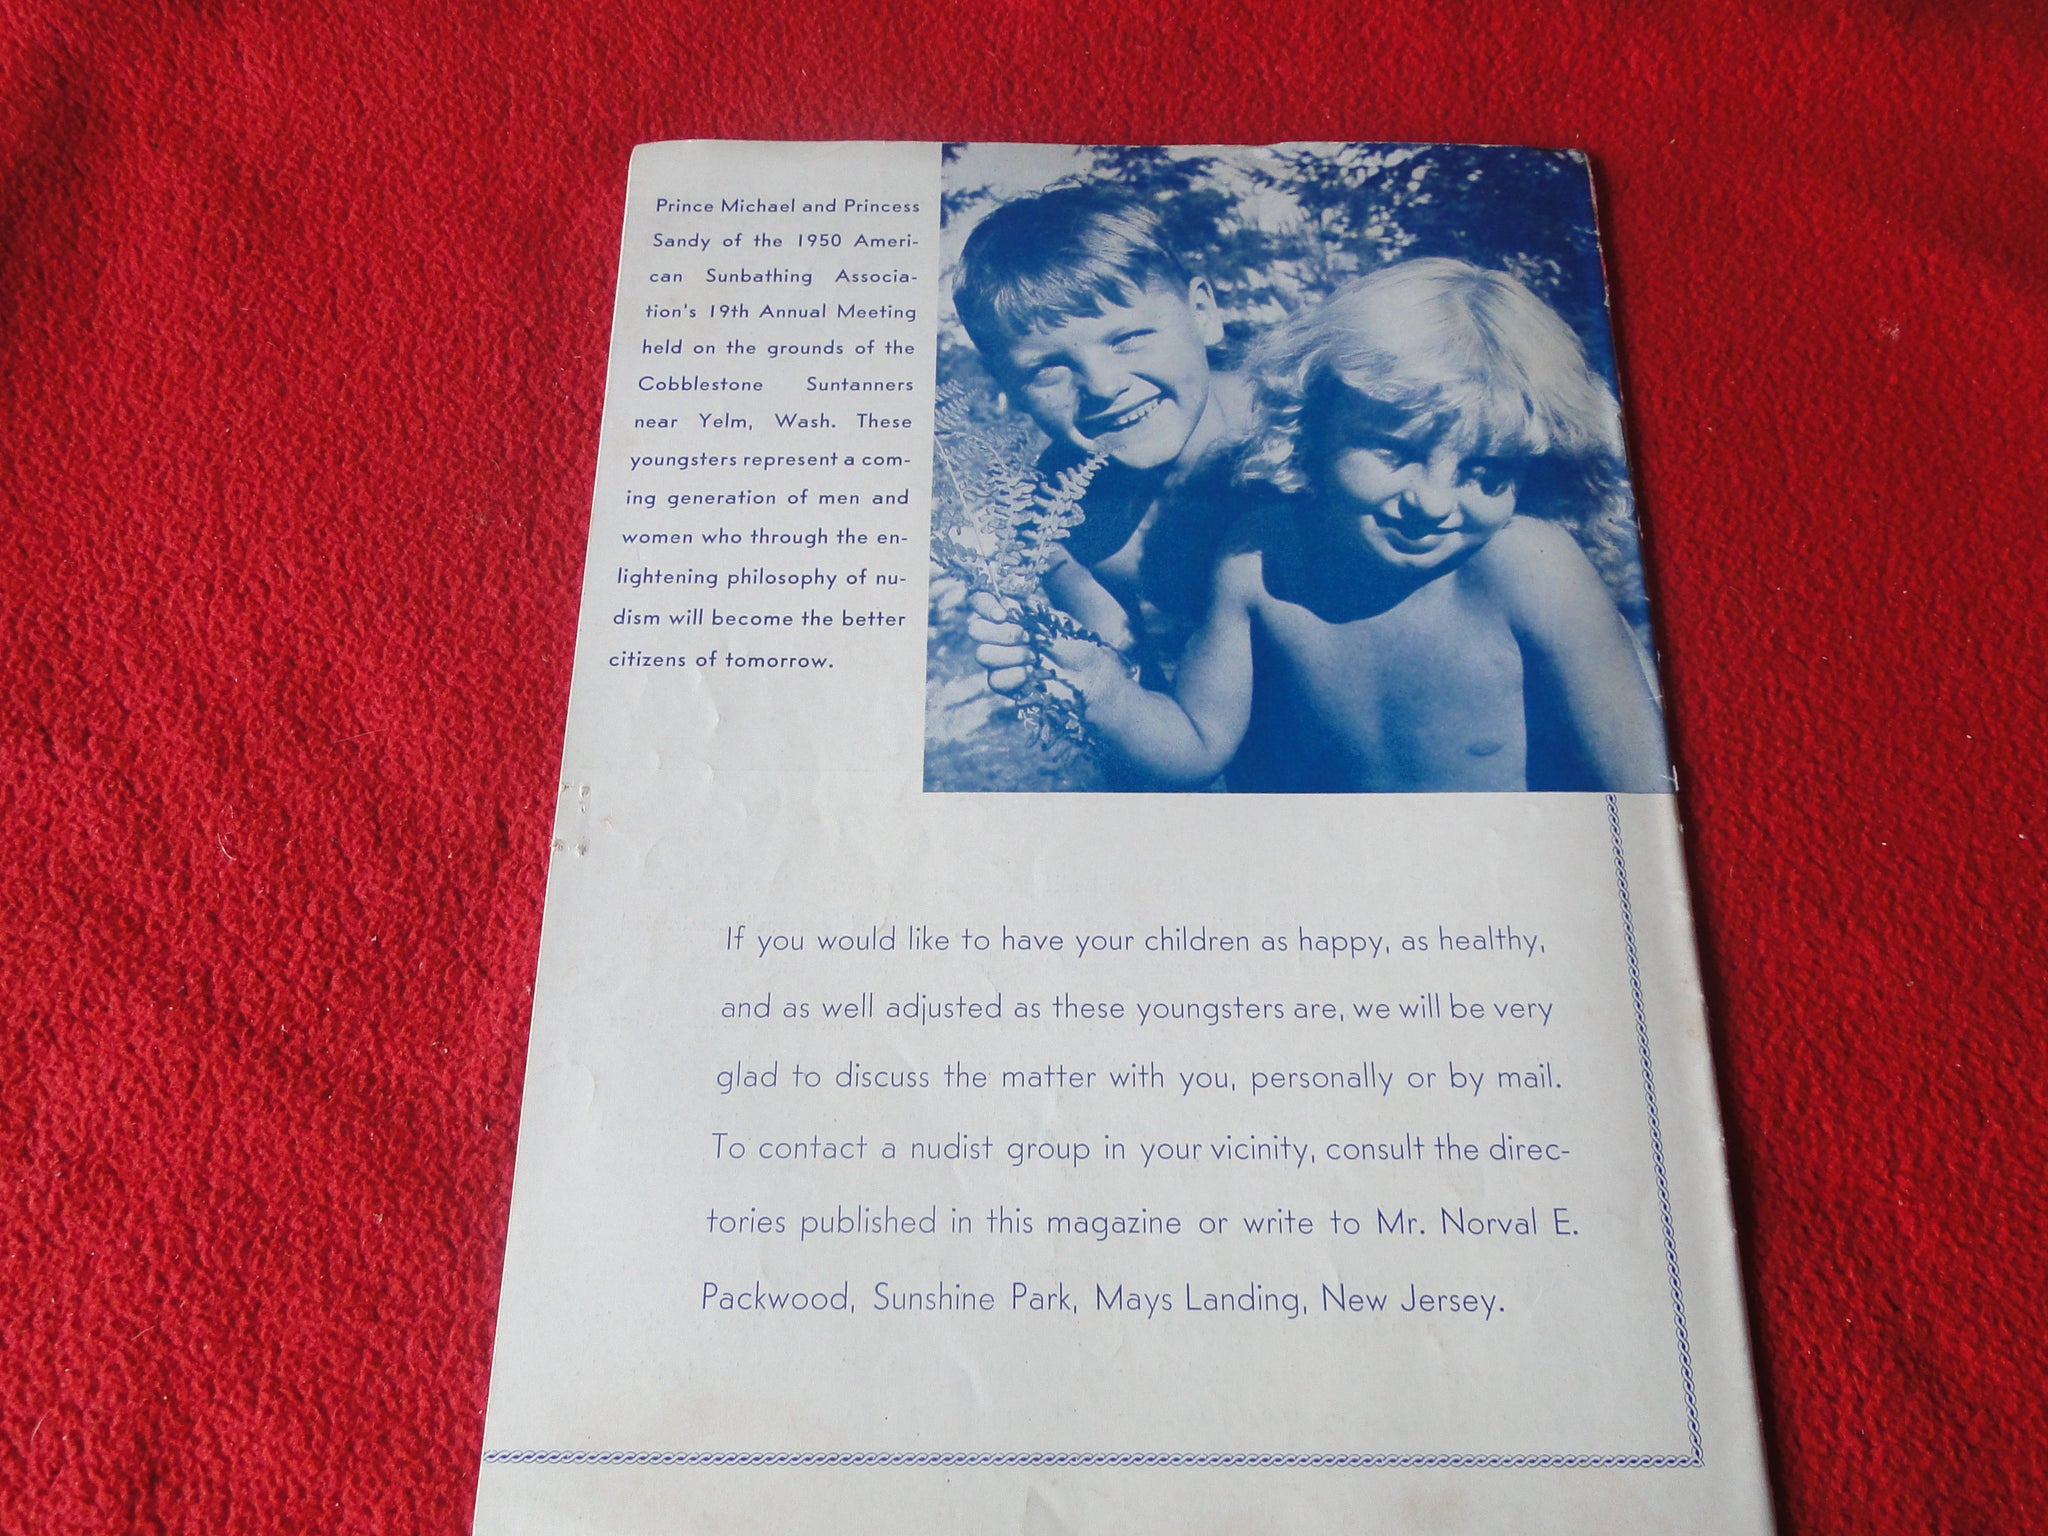 Prince Michael and Princess
Sandy of the 1950 Ameri-
can Sunbathing Associa-
tion's 19th Annual Meeting
held on the grounds of the
Cobblestone Suntanners
near Yelm, Wash. These
youngsters represent a com-
ing generation of men and
women who through the en-
lightening philosophy of nu-
dism will become the better
citizens of tomorrow.
If you would like to have your children as happy, as healthy,
and as well adjusted as these youngsters are, we will be very
glad to discuss the matter with you, personally or by mail.
To contact a nudist group in your vicinity, consult the direc-
tories published in this magazine or write to Mr. Norval E.
Packwood, Sunshine Park, Mays Landing, New Jersey.